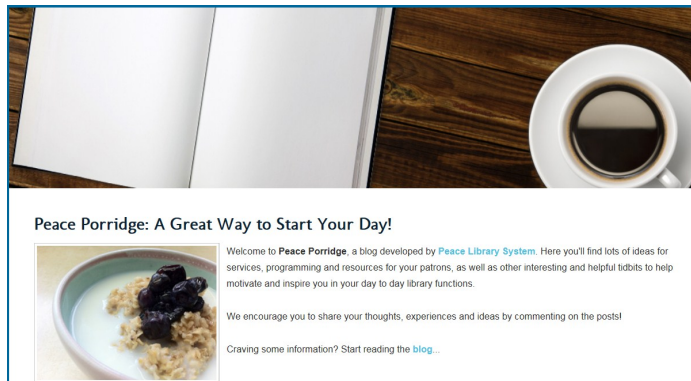 Peace Porridge: A Great Way to Start Your Day!
Welcome to Peace Porridge, a blog developed by Peace Library System. Here you'll find lots of ideas for
services, programming and resources for your patrons, as well as other interesting and helpful tidbits to help
motivate and inspire you in your day to day library functions.
We encourage you to share your thoughts, experiences and ideas by commenting on the posts!
Craving some information? Start reading the blog...